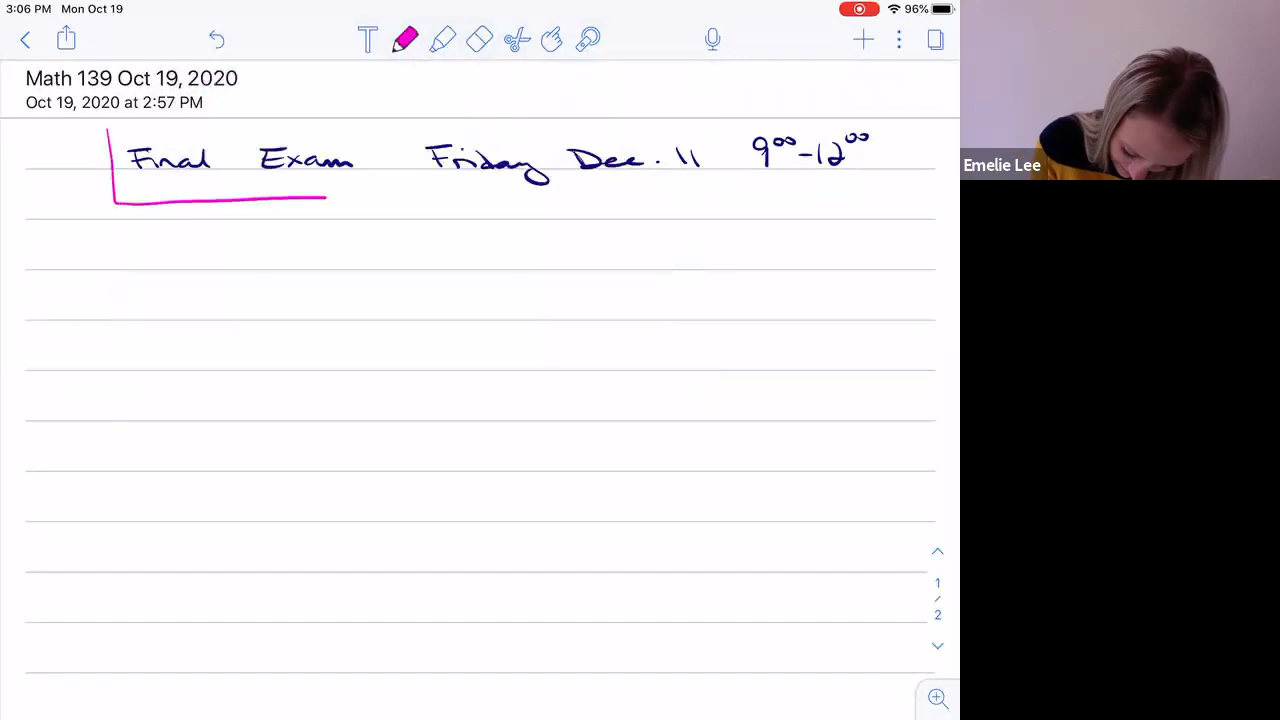 3:06 PM Mon Oct 19 96%
T
Math 139 Oct 19, 2020
Oct 19, 2020 at 2:57 PM
Final Exam Friday Dec. 11 9⁰⁰-12⁰⁰
Emelie Lee
1
/
2